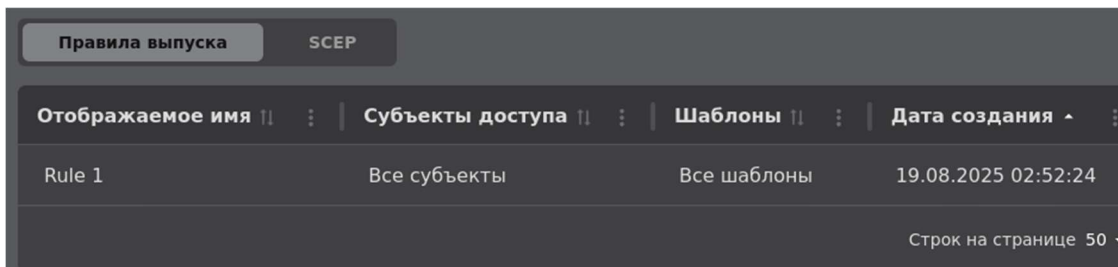 Правила выпуска SCEP
Отображаемое имя Субъекты доступа Шаблоны Дата создания
Rule 1 Все субъекты Все шаблоны 19.08.2025 02:52:24
Строк на странице 50